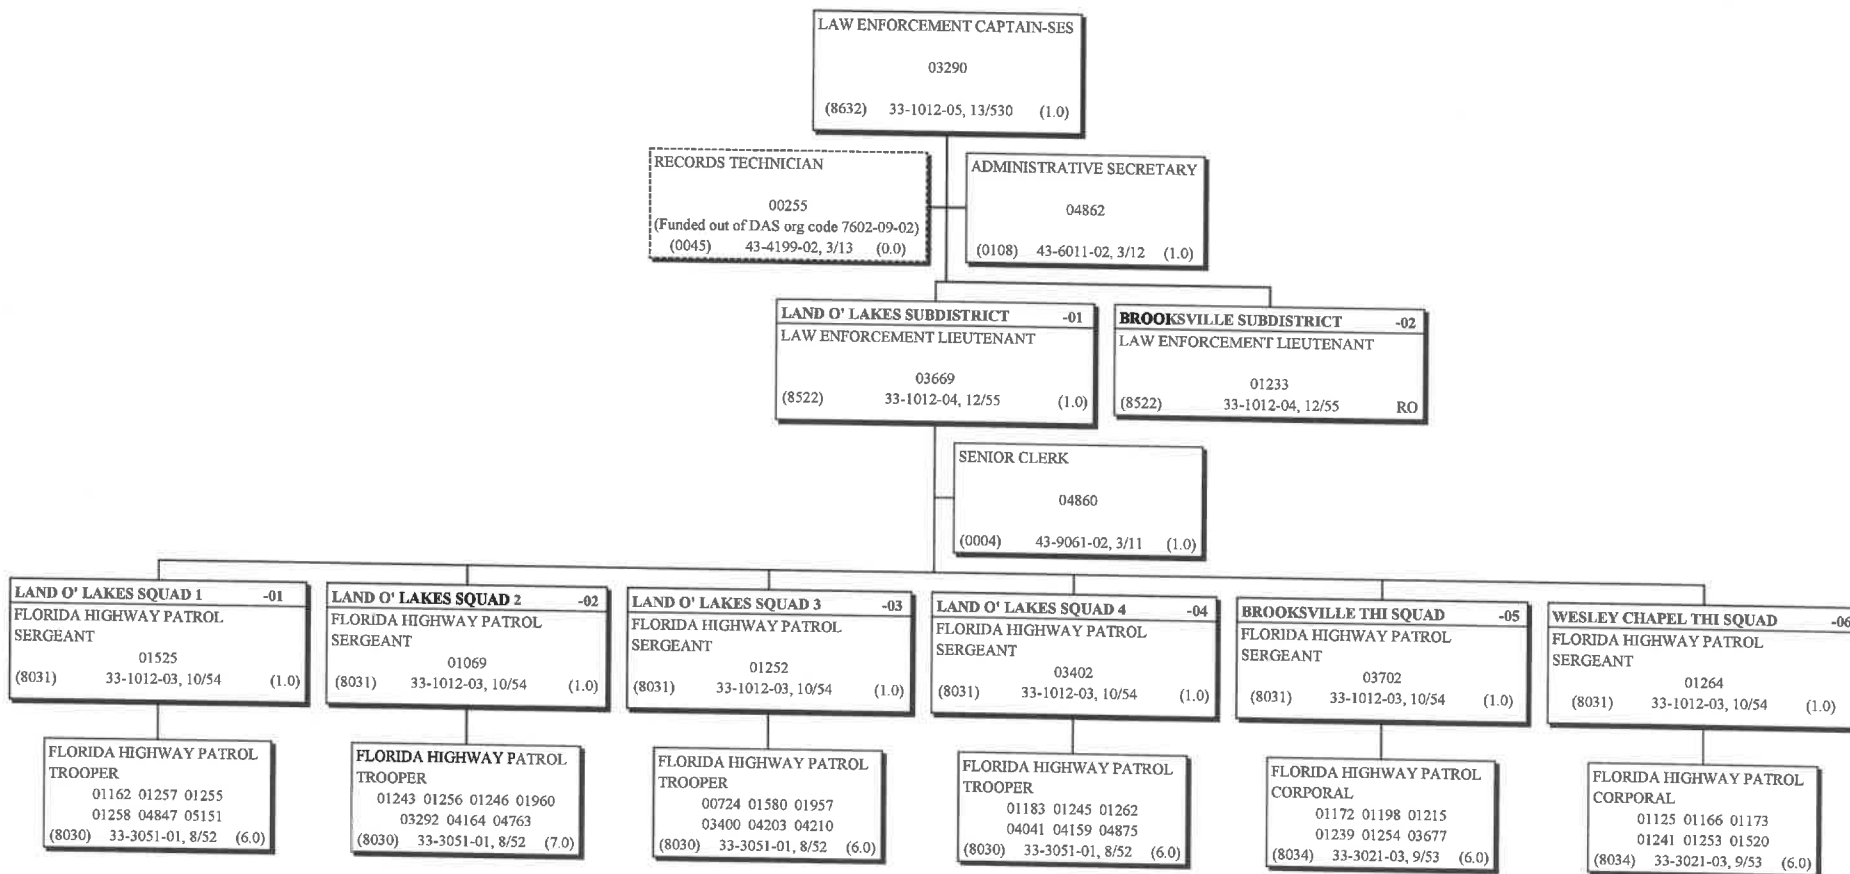 LAW ENFORCEMENT CAPTAIN-SES
03290
(8632) 33-1012-05, 13/530 (1.0)
RECORDS TECHNICIAN
00255
(Funded out of DAS org code 7602-09-02)
(0045) 43-4199-02, 3/13 (0.0)
ADMINISTRATIVE SECRETARY
04862
(0108) 43-6011-02, 3/12 (1.0)
LAND O' LAKES SUBDISTRICT -01
LAW ENFORCEMENT LIEUTENANT
03669
(8522) 33-1012-04, 12/55 (1.0)
BROOKSVILLE SUBDISTRICT -02
LAW ENFORCEMENT LIEUTENANT
01233
(8522) 33-1012-04, 12/55 RO
SENIOR CLERK
04860
(0004) 43-9061-02, 3/11 (1.0)
LAND O' LAKES SQUAD 1 -01
FLORIDA HIGHWAY PATROL
SERGEANT
01525
(8031) 33-1012-03, 10/54 (1.0)
LAND O' LAKES SQUAD 2 -02
FLORIDA HIGHWAY PATROL
SERGEANT
01069
(8031) 33-1012-03, 10/54 (1.0)
LAND O' LAKES SQUAD 3 -03
FLORIDA HIGHWAY PATROL
SERGEANT
01252
(8031) 33-1012-03, 10/54 (1.0)
LAND O' LAKES SQUAD 4 -04
FLORIDA HIGHWAY PATROL
SERGEANT
03402
(8031) 33-1012-03, 10/54 (1.0)
BROOKSVILLE THI SQUAD -05
FLORIDA HIGHWAY PATROL
SERGEANT
03702
(8031) 33-1012-03, 10/54 (1.0)
WESLEY CHAPEL THI SQUAD -06
FLORIDA HIGHWAY PATROL
SERGEANT
01264
(8031) 33-1012-03, 10/54 (1.0)
FLORIDA HIGHWAY PATROL
TROOPER
01162 01257 01255
01258 04847 05151
(8030) 33-3051-01, 8/52 (6.0)
FLORIDA HIGHWAY PATROL
TROOPER
01243 01256 01246 01960
03292 04164 04763
(8030) 33-3051-01, 8/52 (7.0)
FLORIDA HIGHWAY PATROL
TROOPER
00724 01580 01957
03400 04203 04210
(8030) 33-3051-01, 8/52 (6.0)
FLORIDA HIGHWAY PATROL
TROOPER
01183 01245 01262
04041 04159 04875
(8030) 33-3051-01, 8/52 (6.0)
FLORIDA HIGHWAY PATROL
CORPORAL
01172 01198 01215
01239 01254 03677
(8034) 33-3021-03, 9/53 (6.0)
FLORIDA HIGHWAY PATROL
CORPORAL
01125 01166 01173
01241 01253 01520
(8034) 33-3021-03, 9/53 (6.0)